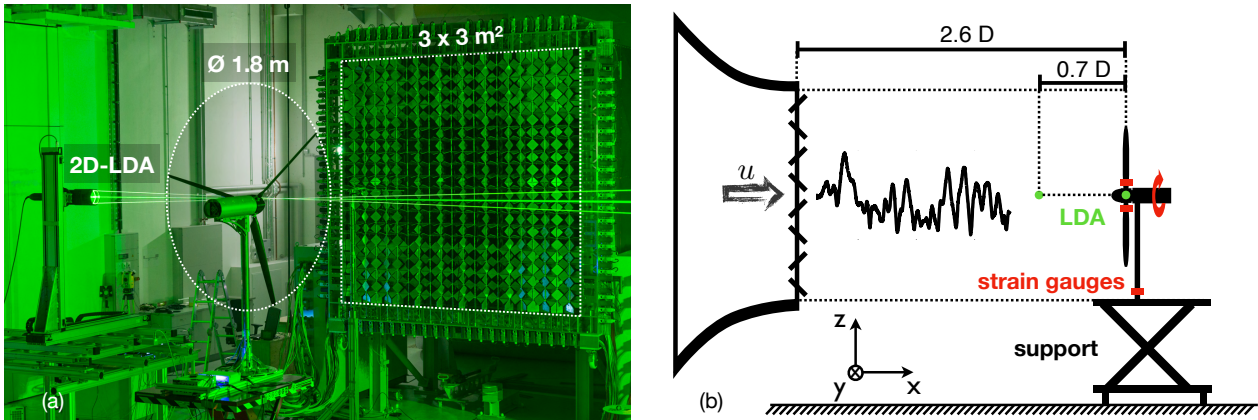 3 x 3 m²
Ø 1.8 m
2D-LDA
(a)
2.6 D
0.7 D
u
LDA
strain gauges
z
support
y
x
(b)